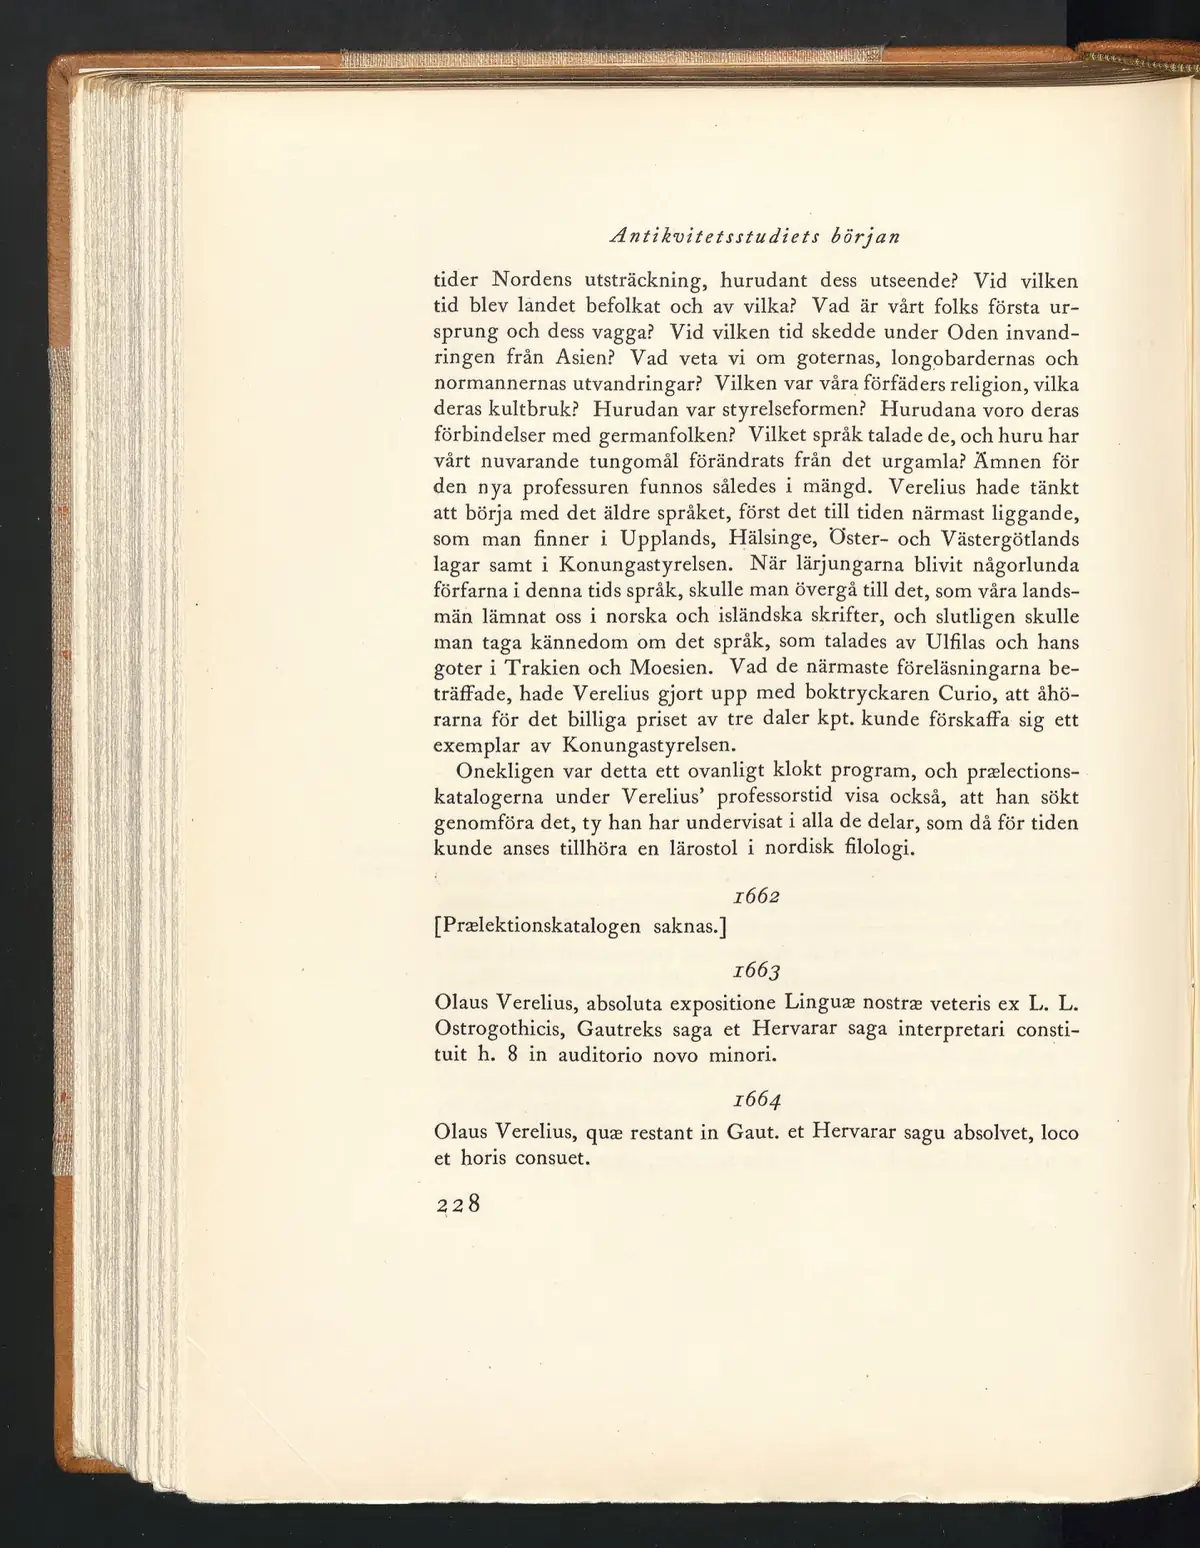 Antikvitetsstudiets början
tider Nordens utsträckning, hurudant dess utseende? Vid vilken
tid blev landet befolkat och av vilka? Vad är vårt folks första ur-
sprung och dess vagga? Vid vilken tid skedde under Oden invand-
ringen från Asien? Vad veta vi om goternas, longobardernas och
normannernas utvandringar? Vilken var våra förfäders religion, vilka
deras kultbruk? Hurudan var styrelseformen? Hurudana voro deras
förbindelser med germanfolken? Vilket språk talade de, och huru har
vårt nuvarande tungomål förändrats från det urgamla? Ämnen för
den nya professuren funnos således i mängd. Verelius hade tänkt
att börja med det äldre språket, först det till tiden närmast liggande,
som man finner i Upplands, Hälsinge, Öster- och Västergötlands
lagar samt i Konungastyrelsen. När lärjungarna blivit någorlunda
förfarna i denna tids språk, skulle man övergå till det, som våra lands-
män lämnat oss i norska och isländska skrifter, och slutligen skulle
man taga kännedom om det språk, som talades av Ulfilas och hans
goter i Trakien och Moesien. Vad de närmaste föreläsningarna be-
träffade, hade Verelius gjort upp med boktryckaren Curio, att åhö-
rarna för det billiga priset av tre daler kpt. kunde förskaffa sig ett
exemplar av Konungastyrelsen.
Onekligen var detta ett ovanligt klokt program, och prælections-
katalogerna under Verelius’ professorstid visa också, att han sökt
genomföra det, ty han har undervisat i alla de delar, som då för tiden
kunde anses tillhöra en lärostol i nordisk filologi.
1662
[Prælektionskatalogen saknas.]
1663
Olaus Verelius, absoluta expositione Linguæ nostræ veteris ex L. L.
Ostrogothicis, Gautreks saga et Hervarar saga interpretari consti-
tuit h. 8 in auditorio novo minori.
1664
Olaus Verelius, quæ restant in Gaut. et Hervarar sagu absolvet, loco
et horis consuet.
228